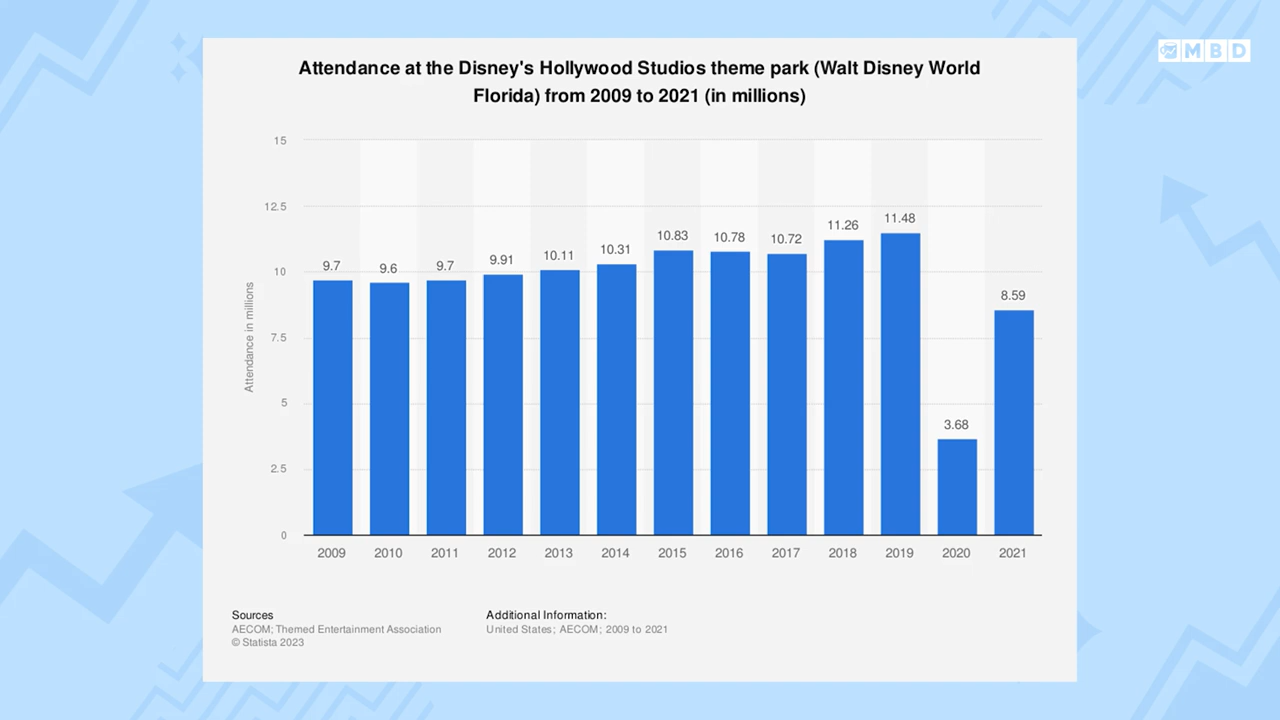 MBD
Attendance at the Disney's Hollywood Studios theme park (Walt Disney World
Florida) from 2009 to 2021 (in millions)
Attendance in millions
15
12.5
10
7.5
5
2.5
0
9.7
9.6
9.7
9.91
10.11
10.31
10.83
10.78
10.72
11.26
11.48
3.68
8.59
2009 2010 2011 2012 2013 2014 2015 2016 2017 2018 2019 2020 2021
Sources
AECOM; Themed Entertainment Association
© Statista 2023
Additional Information:
United States; AECOM; 2009 to 2021